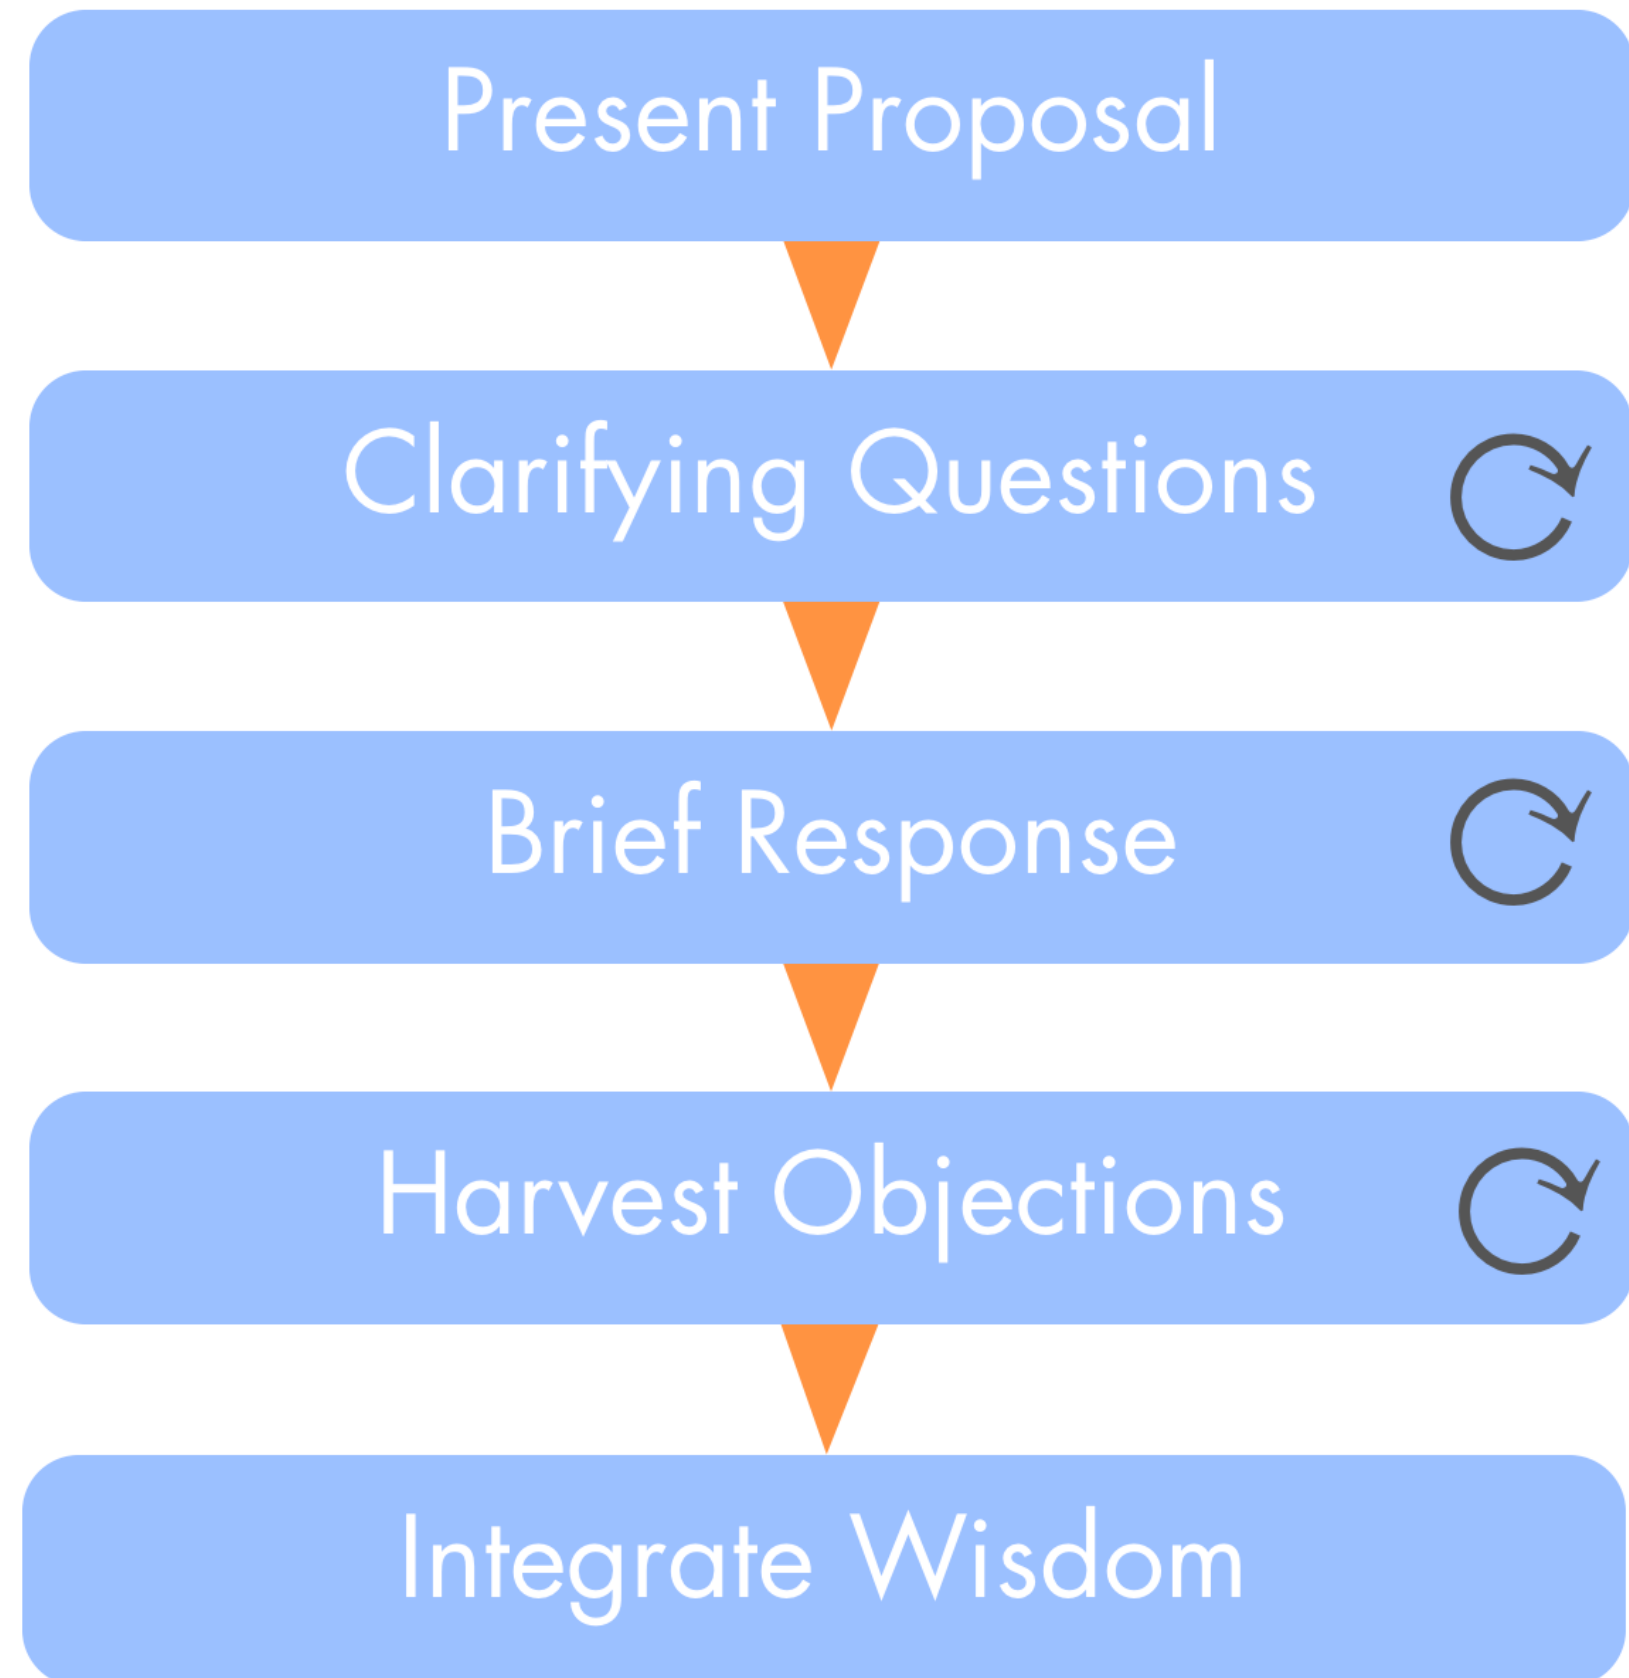 Present Proposal
Clarifying Questions
Brief Response
Harvest Objections
Integrate Wisdom